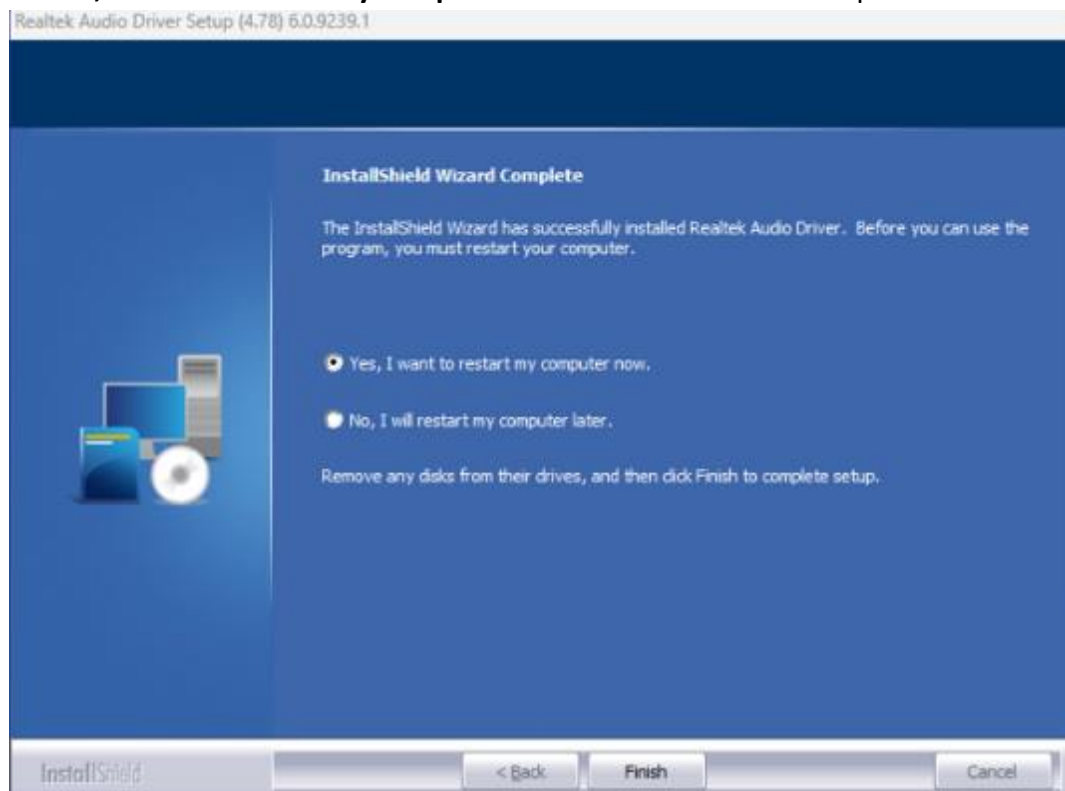 Realtek Audio Driver Setup (4.78) 6.0.9239.1
InstallShield Wizard Complete
The InstallShield Wizard has successfully installed Realtek Audio Driver. Before you can use the
program, you must restart your computer.
Yes, I want to restart my computer now.
No, I will restart my computer later.
Remove any disks from their drives, and then click Finish to complete setup.
InstallShield
< Back
Finish
Cancel